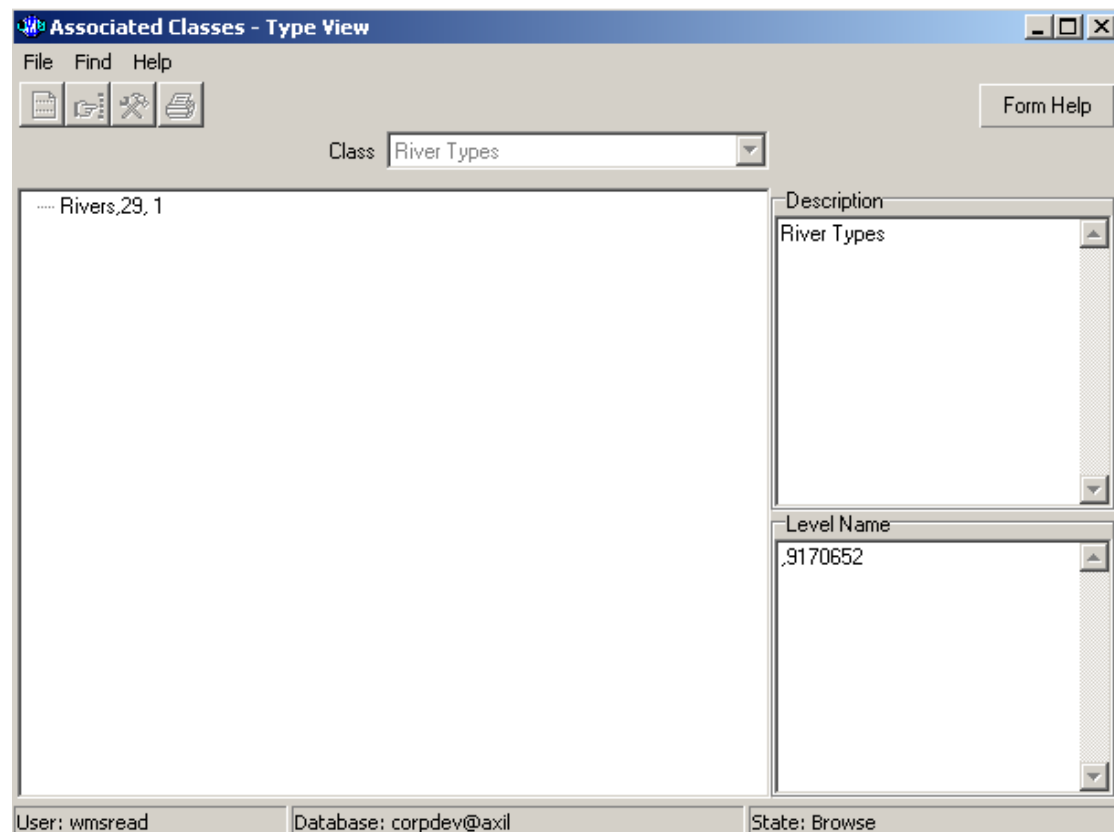 Associated Classes - Type View
File Find Help
Form Help
Class River Types
Rivers,29, 1
Description
River Types
Level Name
,9170652
User: wmsread Database: corpdev@axil State: Browse